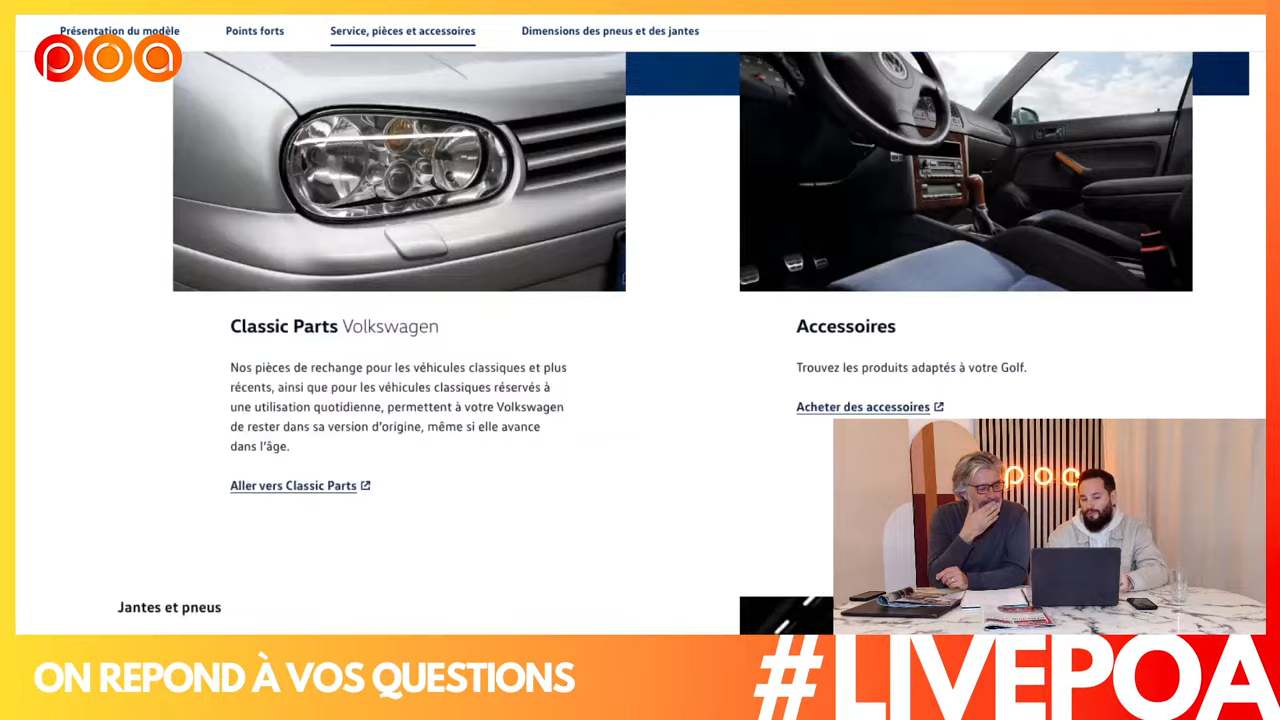 Présentation du modèle
Points forts
Service, pièces et accessoires
Dimensions des pneus et des jantes
poa
Classic Parts Volkswagen
Nos pièces de rechange pour les véhicules classiques et plus
récents, ainsi que pour les véhicules classiques réservés à
une utilisation quotidienne, permettent à votre Volkswagen
de rester dans sa version d'origine, même si elle avance
dans l'âge.
Aller vers Classic Parts
Accessoires
Trouvez les produits adaptés à votre Golf.
Acheter des accessoires
Jantes et pneus
poa
ON REPOND À VOS QUESTIONS
#LIVEPOA